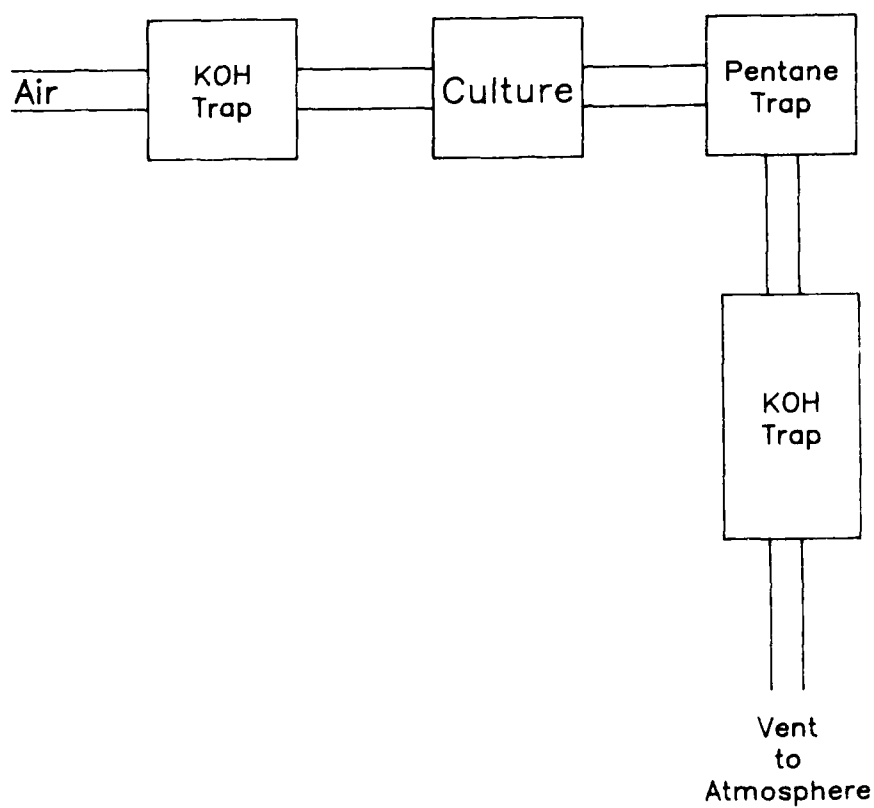 Air
KOH
Trap
Culture
Pentane
Trap
KOH
Trap
Vent
to
Atmosphere